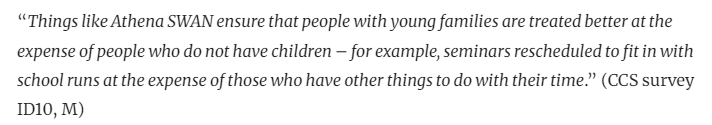 “Things like Athena SWAN ensure that people with young families are treated better at the
expense of people who do not have children – for example, seminars rescheduled to fit in with
school runs at the expense of those who have other things to do with their time.” (CCS survey
ID10, M)